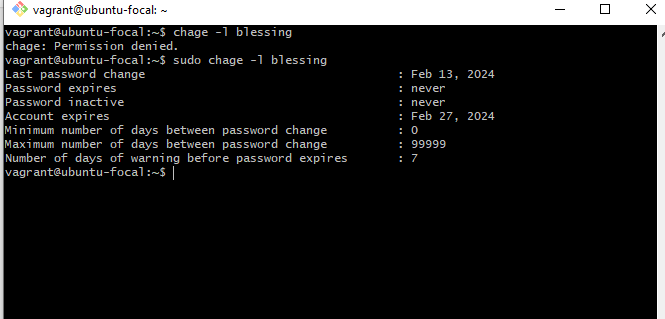 vagrant@ubuntu-focal: ~
vagrant@ubuntu-focal:~$ chage -l blessing
chage: Permission denied.
vagrant@ubuntu-focal:~$ sudo chage -l blessing
Last password change : Feb 13, 2024
Password expires : never
Password inactive : never
Account expires : Feb 27, 2024
Minimum number of days between password change : 0
Maximum number of days between password change : 99999
Number of days of warning before password expires : 7
vagrant@ubuntu-focal:~$